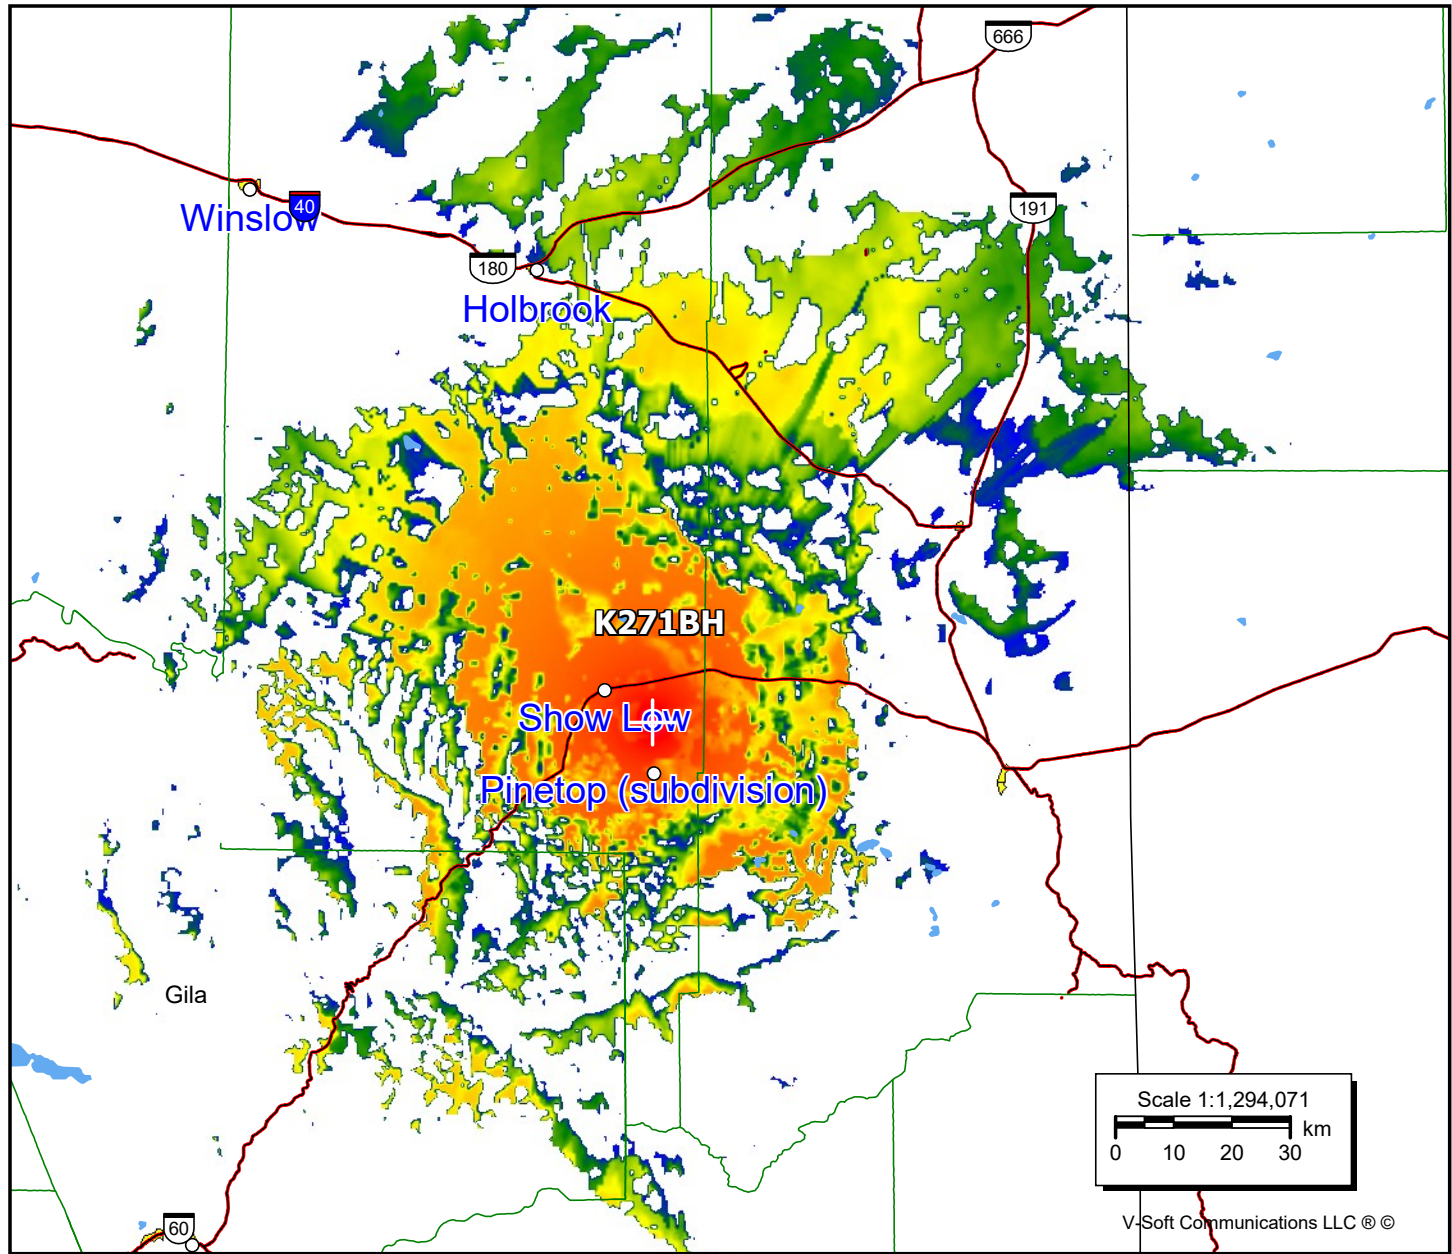 666
Winslow
40
191
180
Holbrook
K271BH
Show Low
Pinetop (subdivision)
Gila
Scale 1:1,294,071
km
0 10 20 30
60
V-Soft Communications LLC ® ©